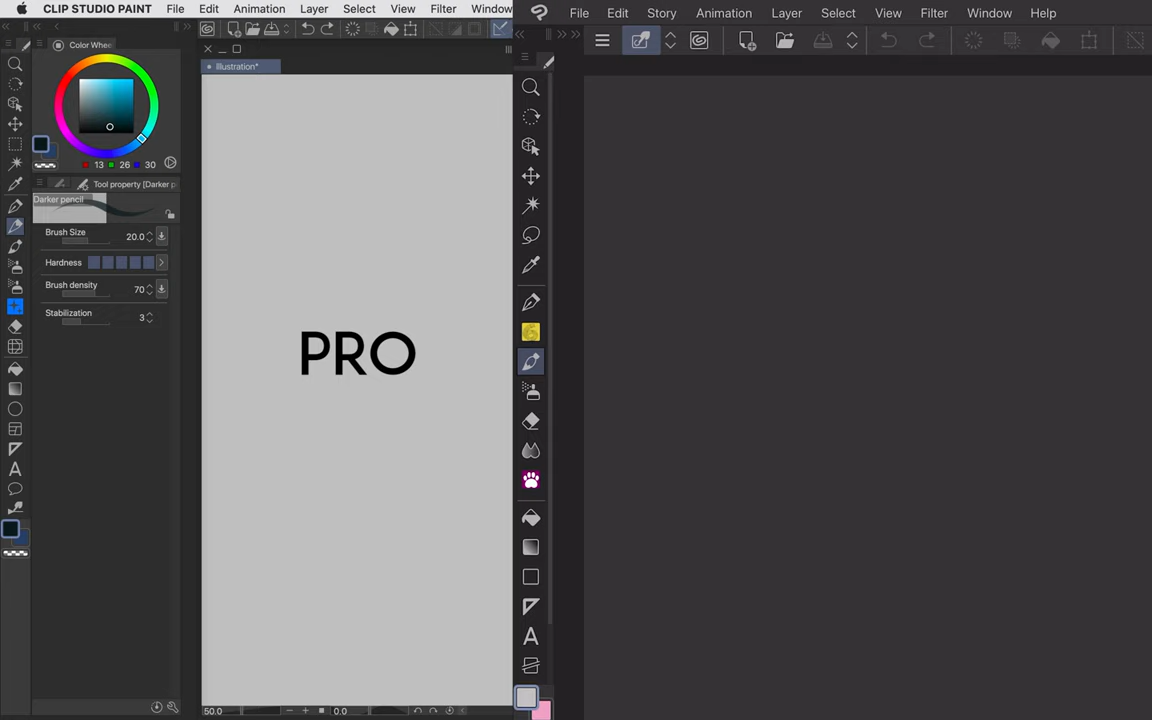 CLIP STUDIO PAINT File Edit Animation Layer Select View Filter Window
File Edit Story Animation Layer Select View Filter Window Help
Color Whee
Illustration*
13 26 30
Tool property [Darker p
Darker pencil
Brush Size 20.0
Hardness
Brush density 70
Stabilization 3
PRO
50.0 0.0